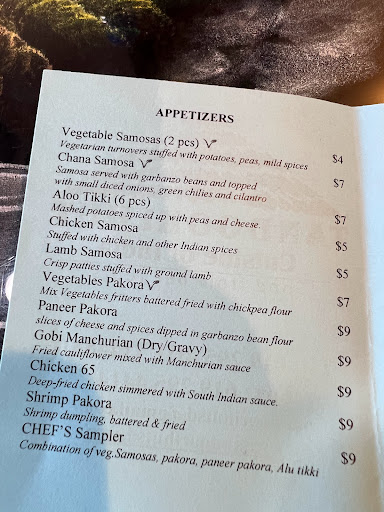 APPETIZERS
Vegetable Samosas (2 pcs)
Vegetarian turnovers stuffed with potatoes, peas, mild spices $4
Chana Samosa
Samosa served with garbanzo beans and topped $7
with small diced onions, green chilies and cilantro
Aloo Tikki (6 pcs)
Mashed potatoes spiced up with peas and cheese. $7
Chicken Samosa
Stuffed with chicken and other Indian spices $5
Lamb Samosa
Crisp patties stuffed with ground lamb $5
Vegetables Pakora
Mix Vegetables fritters battered fried with chickpea flour $7
Paneer Pakora
slices of cheese and spices dipped in garbanzo bean flour $9
Gobi Manchurian (Dry/Gravy)
Fried cauliflower mixed with Manchurian sauce $9
Chicken 65
Deep-fried chicken simmered with South Indian sauce. $9
Shrimp Pakora
Shrimp dumpling, battered & fried $9
CHEF'S Sampler
Combination of veg.Samosas, pakora, paneer pakora, Alu tikki $9